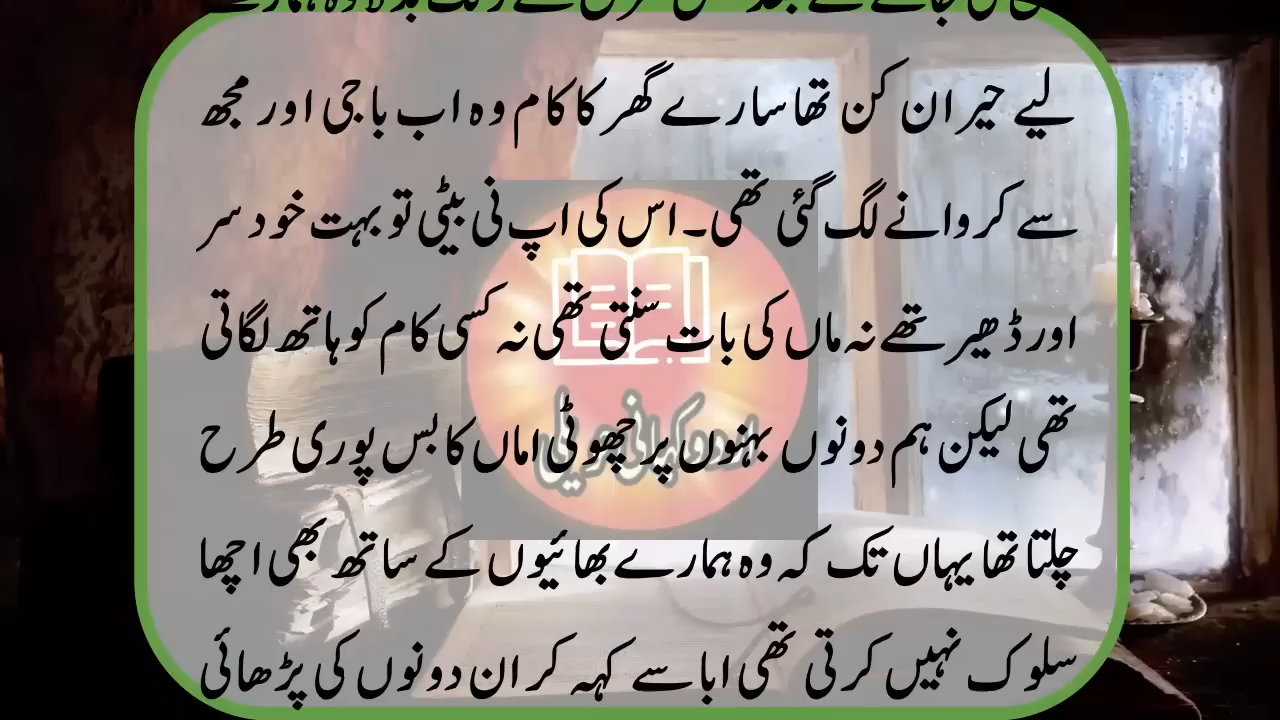 لیے حیران کن تھا سارے گھر کا کام وہ اب باجی اور مجھ
سے کروانے لگ گئی تھی۔ اس کی اپنی بیٹی تو بہت خود سر
اور ڈھیر تھے نہ ماں کی بات سنتی تھی نہ کسی کام کو ہاتھ لگاتی
تھی لیکن ہم دونوں بہنوں پر چھوٹی اماں کا بس پوری طرح
چلتا تھا یہاں تک کہ وہ ہمارے بھائیوں کے ساتھ بھی اچھا
سلوک نہیں کرتی تھی ابا سے کہہ کر ان دونوں کی پڑھائی